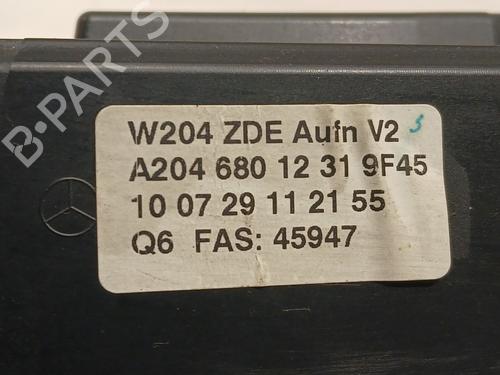 W204 ZDE Aufn V2 5
A204 680 12 31 9F45
10 07 29 11 21 55
Q6 FAS: 45947
B-PARTS